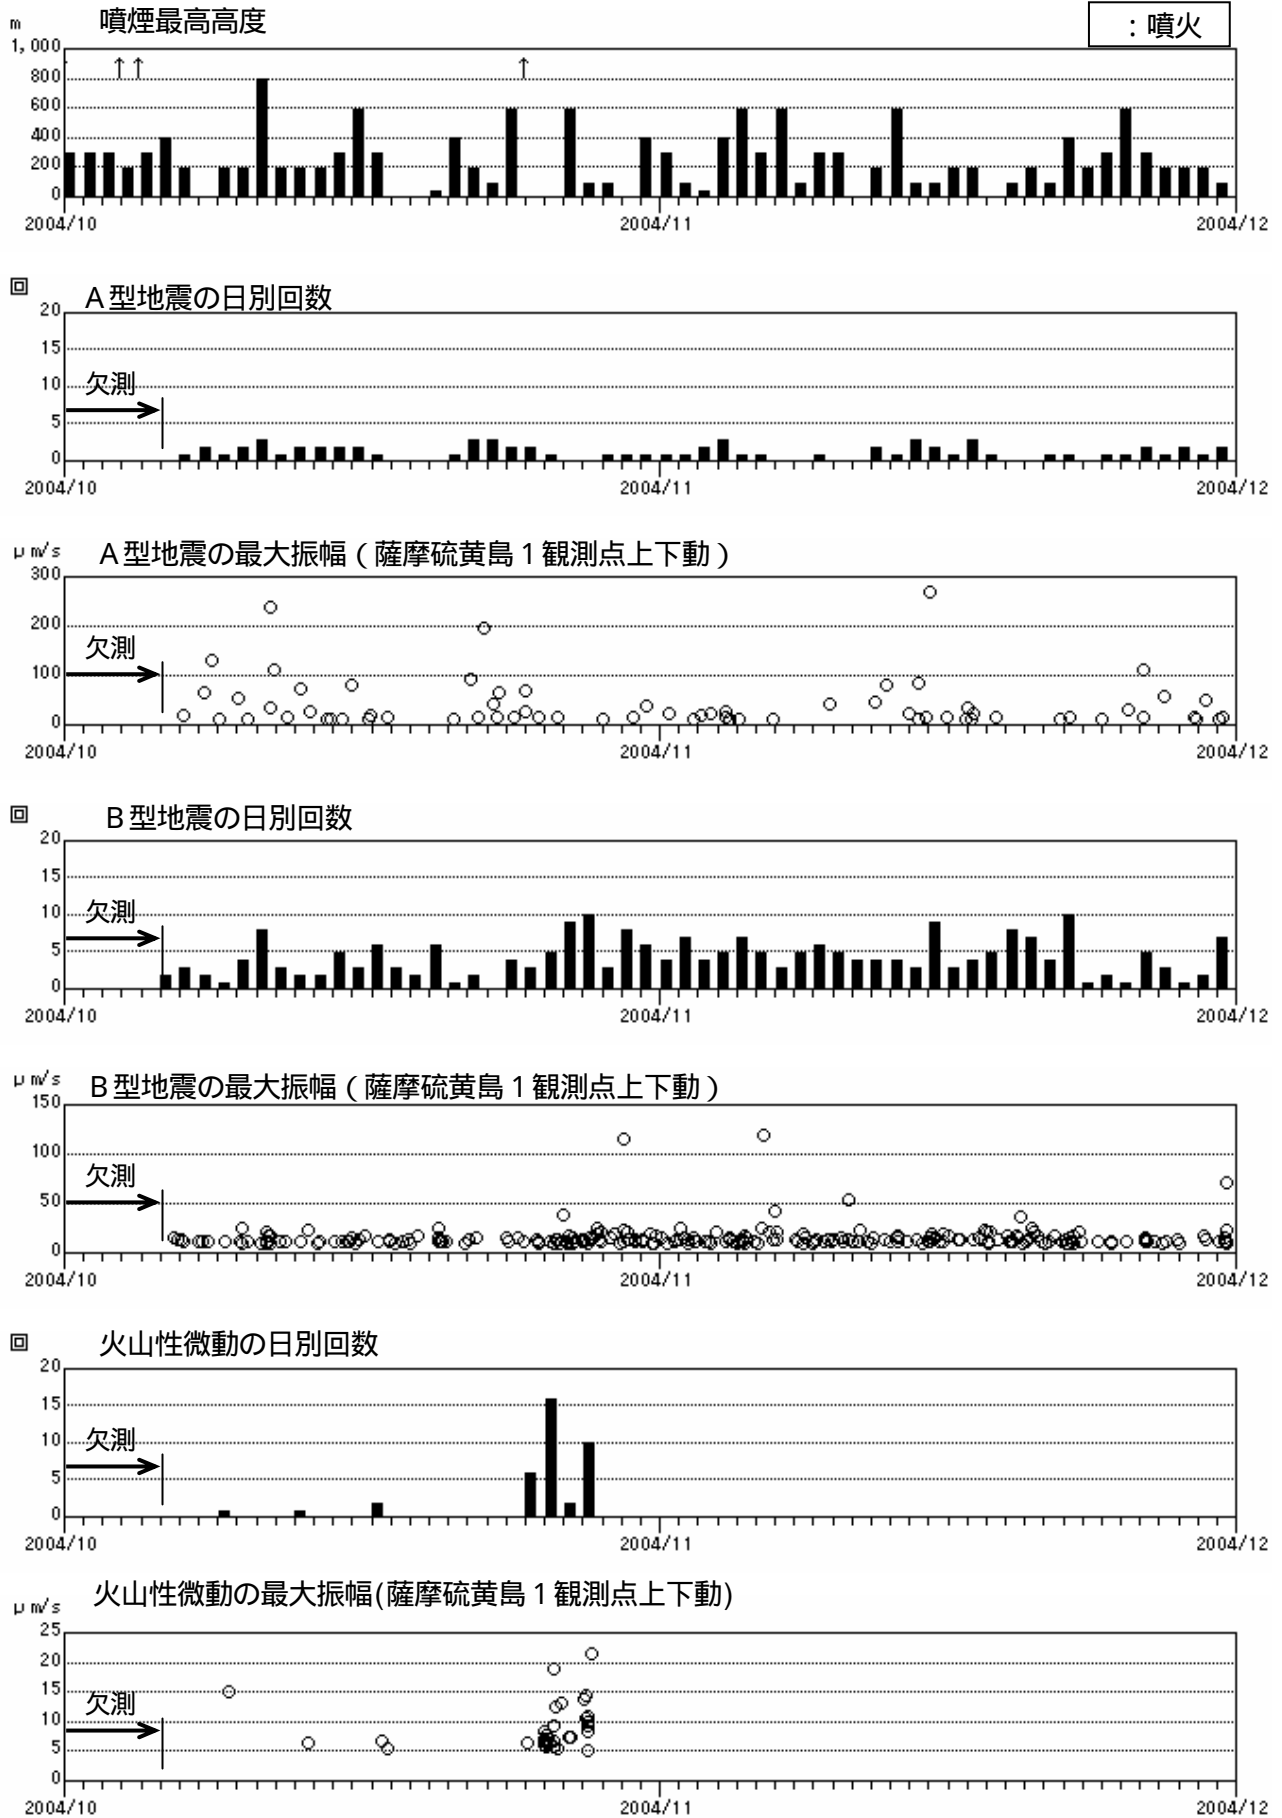 m 噴煙最高高度
：噴火
1,000
↑↑ ↑
800
600
400
200
0
2004/10 2004/11 2004/12
回 A型地震の日別回数
20
15
欠測
10
5
0
2004/10 2004/11 2004/12
μm/s A型地震の最大振幅（薩摩硫黄島1観測点上下動）
300
200
欠測
100
0
2004/10 2004/11 2004/12
回 B型地震の日別回数
20
15
欠測
10
5
0
2004/10 2004/11 2004/12
μm/s B型地震の最大振幅（薩摩硫黄島1観測点上下動）
150
100
欠測
50
0
2004/10 2004/11 2004/12
回 火山性微動の日別回数
20
15
欠測
10
5
0
2004/10 2004/11 2004/12
μm/s 火山性微動の最大振幅(薩摩硫黄島1観測点上下動)
25
20
15
欠測
10
5
0
2004/10 2004/11 2004/12